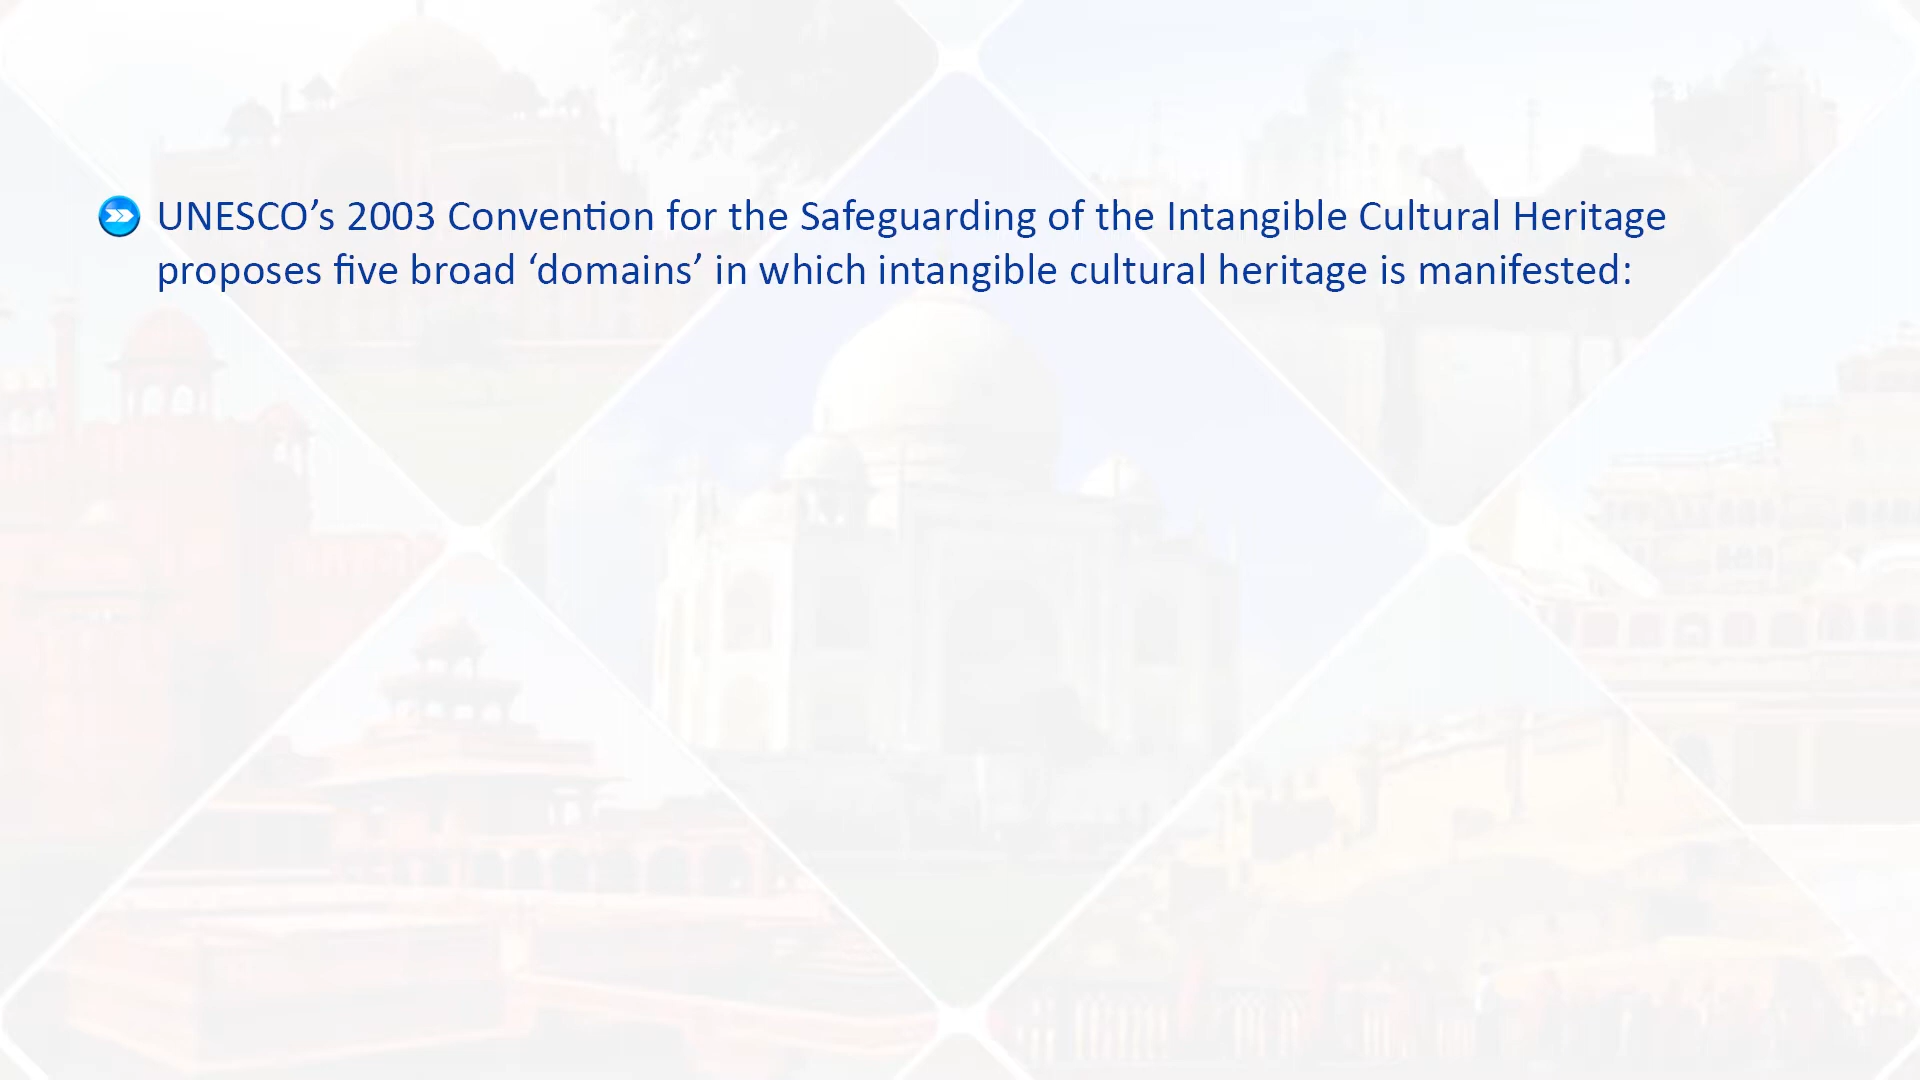 UNESCO’s 2003 Convention for the Safeguarding of the Intangible Cultural Heritage
proposes five broad ‘domains’ in which intangible cultural heritage is manifested: